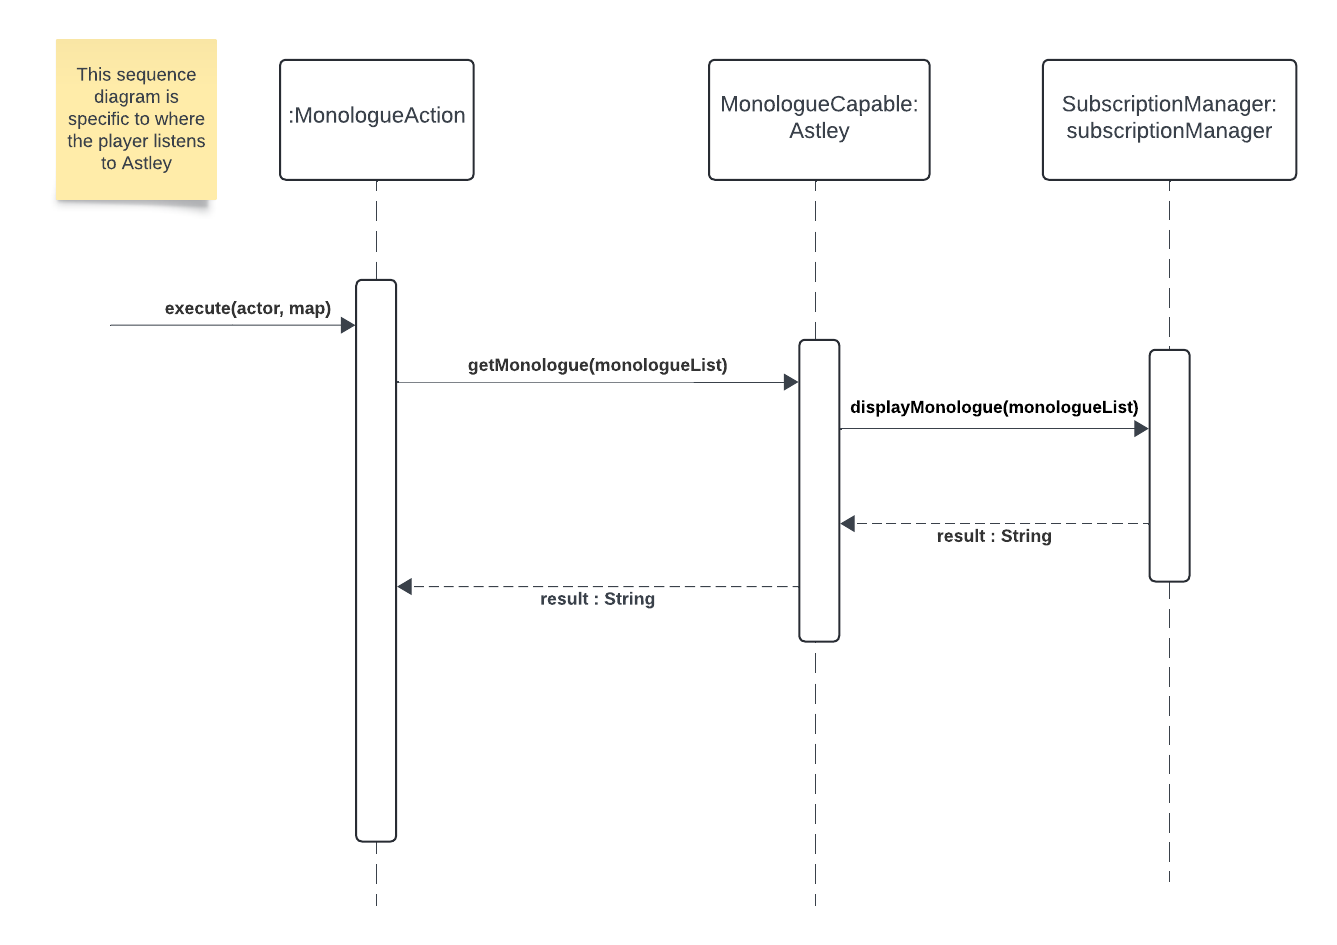 This sequence
diagram is
specific to where
the player listens
to Astley
:MonologueAction
MonologueCapable:
Astley
SubscriptionManager:
subscriptionManager
execute(actor, map)
getMonologue(monologueList)
displayMonologue(monologueList)
result : String
result : String